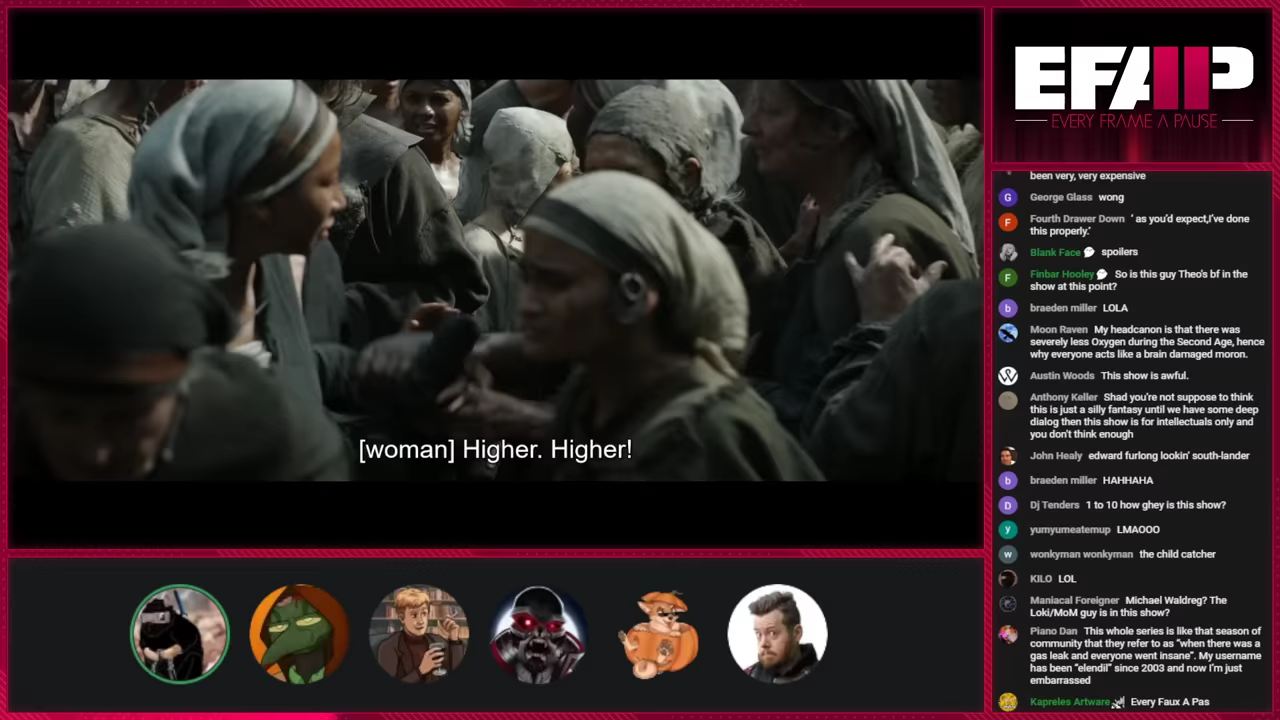 EFAP
EVERY FRAME A PAUSE
been very, very expensive
George Glass wong
Fourth Drawer Down ‘ as you’d expect,I’ve done
this properly.’
Blank Face spoilers
Finbar Hooley So is this guy Theo's bf in the
show at this point?
braeden miller LOLA
Moon Raven My headcanon is that there was
severely less Oxygen during the Second Age, hence
why everyone acts like a brain damaged moron.
Austin Woods This show is awful.
Anthony Keller Shad you’re not suppose to think
this is just a silly fantasy until we have some deep
dialog then this show is for intellectuals only and
you don’t think enough
John Healy edward furlong lookin' south-lander
braeden miller HAHHAHA
Dj Tenders 1 to 10 how ghey is this show?
yumyumeatemup LMAOOO
wonkyman wonkyman the child catcher
KILO LOL
Maniacal Foreigner Michael Waldreg? The
Loki/MoM guy is in this show?
Piano Dan This whole series is like that season of
community that they refer to as “when there was a
gas leak and everyone went insane”. My username
has been “elendil” since 2003 and now I’m just
embarrassed
Kapreles Artware Every Faux A Pas
[woman] Higher. Higher!